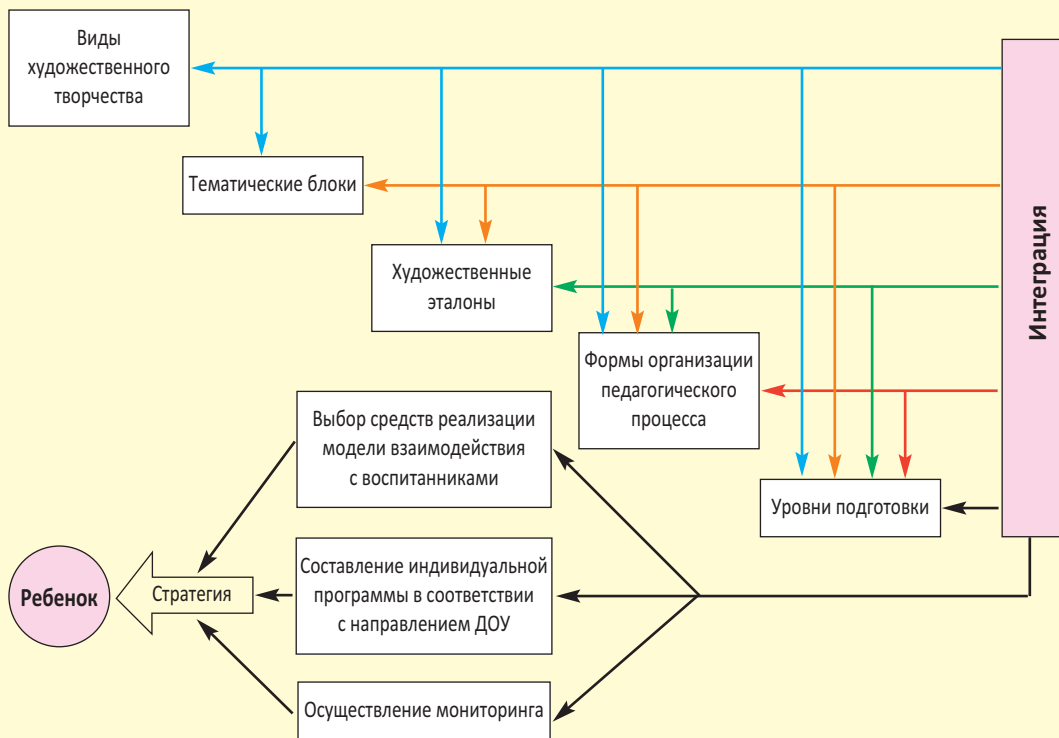 Виды
художественного
творчества
Тематические блоки
Художественные
эталоны
Формы организации
педагогического
процесса
Уровни подготовки
Интеграция
Выбор средств реализации
модели взаимодействия
с воспитанниками
Составление индивидуальной
программы в соответствии
с направлением ДОУ
Осуществление мониторинга
Стратегия
Ребенок